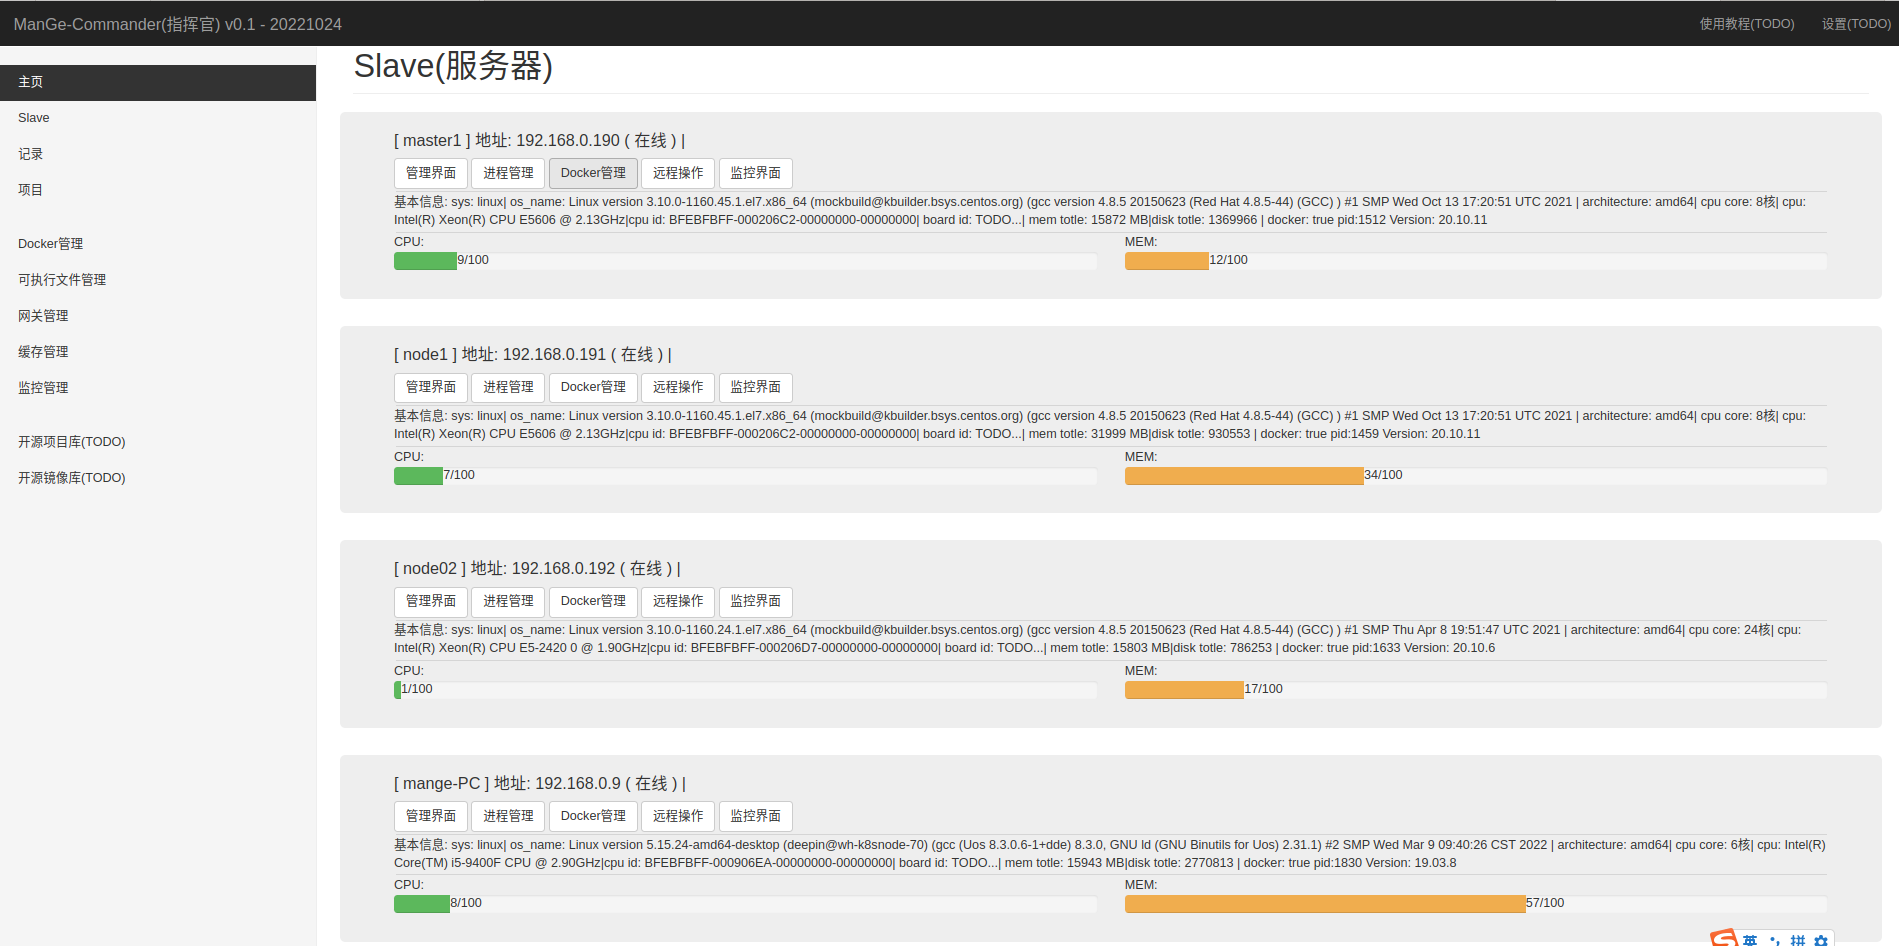 ManGe-Commander(指挥官) v0.1 - 20221024
使用教程(TODO)
设置(TODO)
主页
Slave
记录
项目
Docker管理
可执行文件管理
网关管理
缓存管理
监控管理
开源项目库(TODO)
开源镜像库(TODO)
Slave(服务器)
[ master1 ] 地址: 192.168.0.190 ( 在线 ) |
管理界面 进程管理 Docker管理 远程操作 监控界面
基本信息: sys: linux| os_name: Linux version 3.10.0-1160.45.1.el7.x86_64 (mockbuild@kbuilder.bsys.centos.org) (gcc version 4.8.5 20150623 (Red Hat 4.8.5-44) (GCC) ) #1 SMP Wed Oct 13 17:20:51 UTC 2021 | architecture: amd64| cpu core: 8核| cpu:
Intel(R) Xeon(R) CPU E5606 @ 2.13GHz|cpu id: BFEBFBFF-000206C2-00000000-00000000| board id: TODO...| mem totle: 15872 MB|disk totle: 1369966 | docker: true pid:1512 Version: 20.10.11
CPU:
9/100
MEM:
12/100
[ node1 ] 地址: 192.168.0.191 ( 在线 ) |
管理界面 进程管理 Docker管理 远程操作 监控界面
基本信息: sys: linux| os_name: Linux version 3.10.0-1160.45.1.el7.x86_64 (mockbuild@kbuilder.bsys.centos.org) (gcc version 4.8.5 20150623 (Red Hat 4.8.5-44) (GCC) ) #1 SMP Wed Oct 13 17:20:51 UTC 2021 | architecture: amd64| cpu core: 8核| cpu:
Intel(R) Xeon(R) CPU E5606 @ 2.13GHz|cpu id: BFEBFBFF-000206C2-00000000-00000000| board id: TODO...| mem totle: 31999 MB|disk totle: 930553 | docker: true pid:1459 Version: 20.10.11
CPU:
7/100
MEM:
34/100
[ node02 ] 地址: 192.168.0.192 ( 在线 ) |
管理界面 进程管理 Docker管理 远程操作 监控界面
基本信息: sys: linux| os_name: Linux version 3.10.0-1160.24.1.el7.x86_64 (mockbuild@kbuilder.bsys.centos.org) (gcc version 4.8.5 20150623 (Red Hat 4.8.5-44) (GCC) ) #1 SMP Thu Apr 8 19:51:47 UTC 2021 | architecture: amd64| cpu core: 24核| cpu:
Intel(R) Xeon(R) CPU E5-2420 0 @ 1.90GHz|cpu id: BFEBFBFF-000206D7-00000000-00000000| board id: TODO...| mem totle: 15803 MB|disk totle: 786253 | docker: true pid:1633 Version: 20.10.6
CPU:
1/100
MEM:
17/100
[ mange-PC ] 地址: 192.168.0.9 ( 在线 ) |
管理界面 进程管理 Docker管理 远程操作 监控界面
基本信息: sys: linux| os_name: Linux version 5.15.24-amd64-desktop (deepin@wh-k8snode-70) (gcc (Uos 8.3.0.6-1+dde) 8.3.0, GNU ld (GNU Binutils for Uos) 2.31.1) #2 SMP Wed Mar 9 09:40:26 CST 2022 | architecture: amd64| cpu core: 6核| cpu: Intel(R)
Core(TM) i5-9400F CPU @ 2.90GHz|cpu id: BFEBFBFF-000906EA-00000000-00000000| board id: TODO...| mem totle: 15943 MB|disk totle: 2770813 | docker: true pid:1830 Version: 19.03.8
CPU:
8/100
MEM:
57/100
英 拼